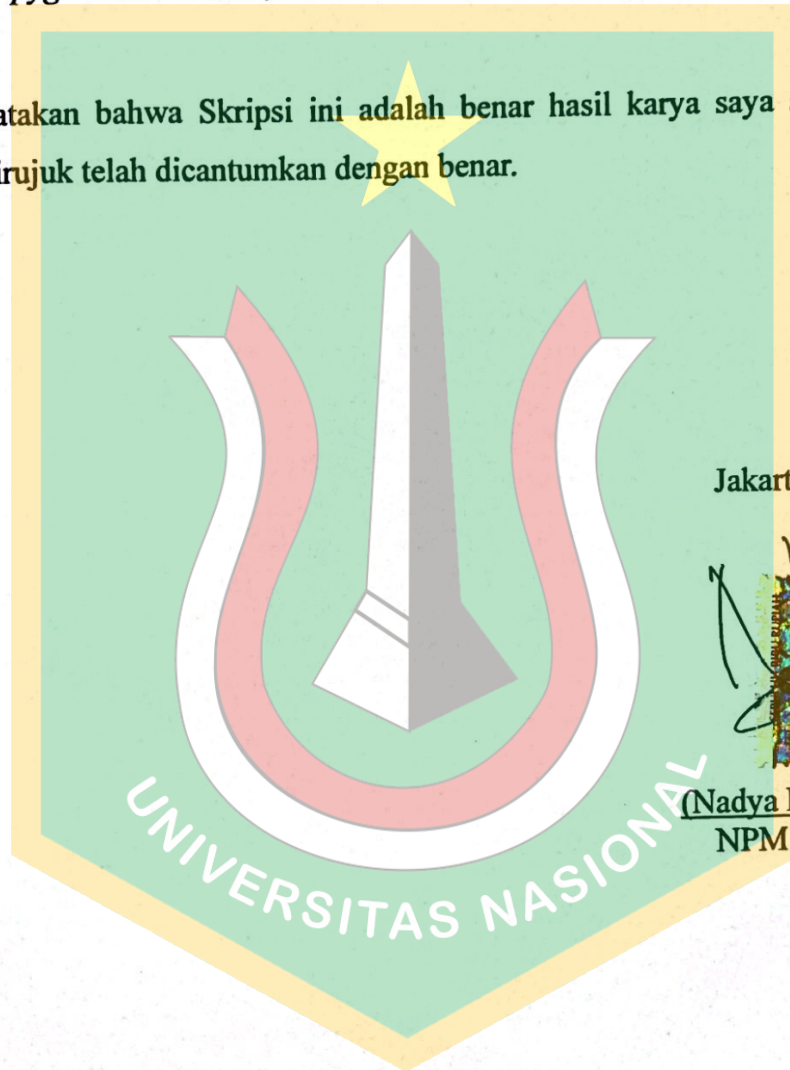 atakan bahwa Skripsi ini adalah benar hasil karya saya
irujuk telah dicantumkan dengan benar.
Jakart
(Nadya
NPM
UNIVERSITAS NASIONAL